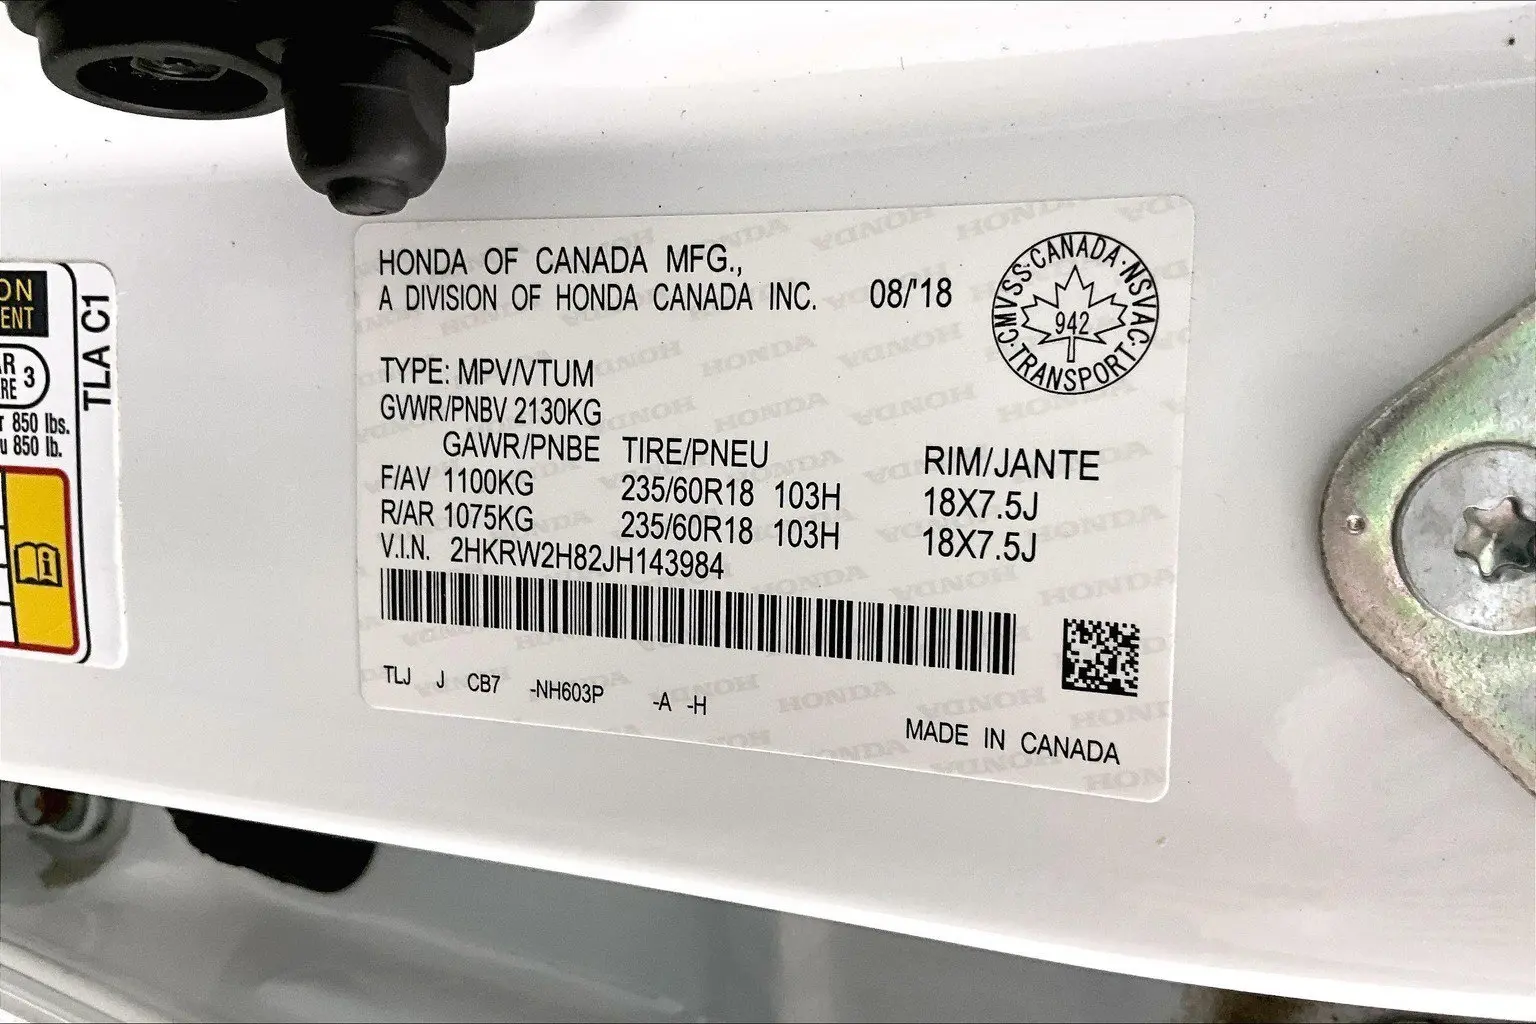 ON
ENT
AR
RE 3
r 850 lbs.
u 850 lb.
TLA C1
HONDA OF CANADA MFG.,
A DIVISION OF HONDA CANADA INC. 08/'18
CMVSS·CANADA·NSVAC·TRANSPORT·
942
TYPE: MPV/VTUM
GVWR/PNBV 2130KG
GAWR/PNBE TIRE/PNEU RIM/JANTE
F/AV 1100KG 235/60R18 103H 18X7.5J
R/AR 1075KG 235/60R18 103H 18X7.5J
V.I.N. 2HKRW2H82JH143984
TLJ J CB7 -NH603P -A -H
MADE IN CANADA